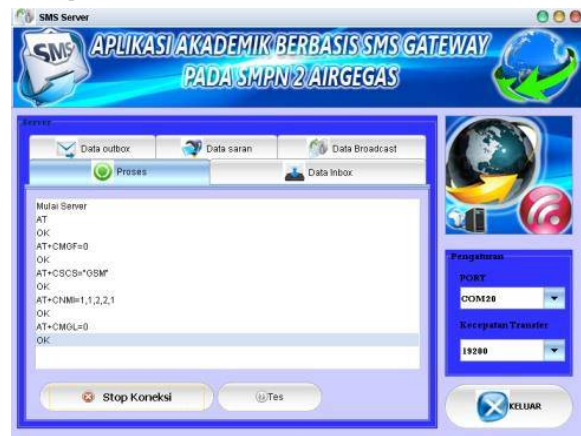 SMS Server
SMS
APLIKASI AKADEMIK BERBASIS SMS GATEWAY
PADA SMPN 2 AIRGEGAS
Server
Data outbox
Data saran
Data Broadcast
Proses
Data Inbox
Mulai Server
AT
OK
AT+CMGF=0
OK
AT+CSCS="GSM"
OK
AT+CNMI=1,1,2,2,1
OK
AT+CMGL=0
OK
Stop Koneksi
Tes
Pengaturan
PORT
COM20
Kecepatan Transfer
19200
KELUAR